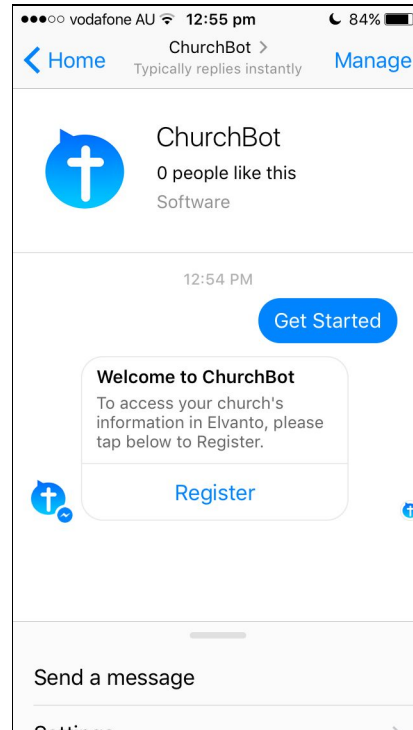 vodafone AU 12:55 pm 84%
Home
ChurchBot >
Typically replies instantly
Manage
ChurchBot
0 people like this
Software
12:54 PM
Get Started
Welcome to ChurchBot
To access your church's
information in Elvanto, please
tap below to Register.
Register
Send a message
Settings